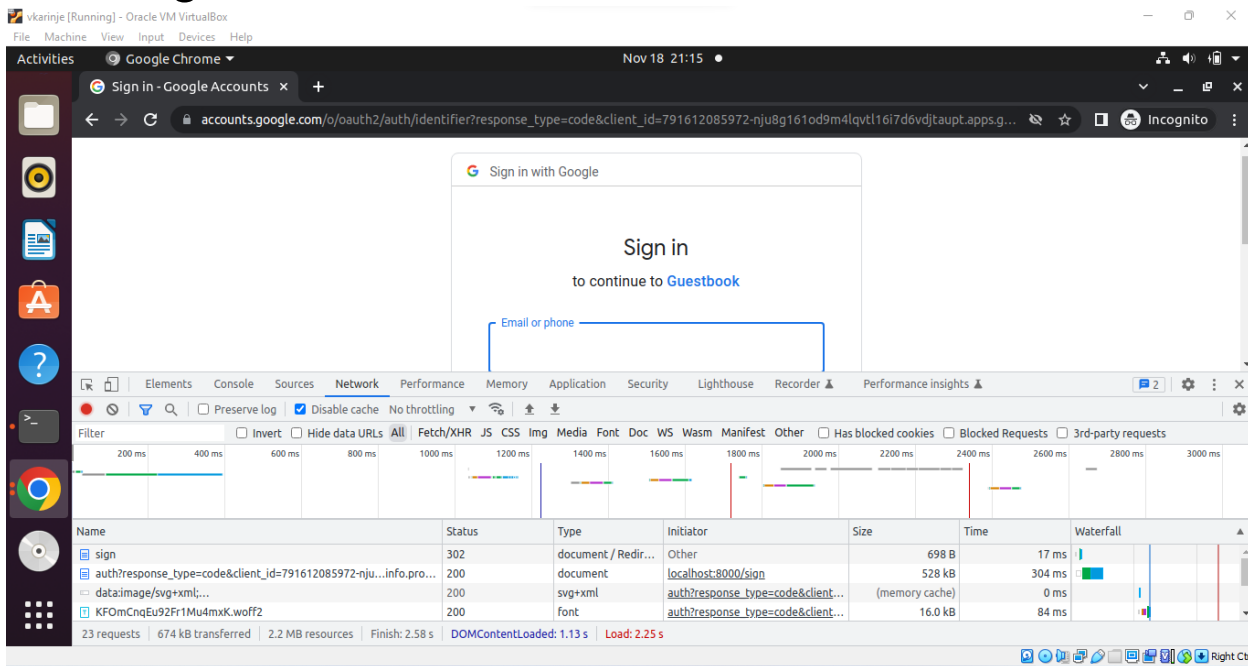 vkarinje [Running] - Oracle VM VirtualBox
File Machine View Input Devices Help
Activities Google Chrome Nov 18 21:15
Sign in - Google Accounts
accounts.google.com/o/oauth2/auth/identifier?response_type=code&client_id=791612085972-nju8g161od9m4lqvtl16i7d6vdjtaupt.apps.g... Incognito
Sign in with Google
Sign in
to continue to Guestbook
Email or phone
Elements Console Sources Network Performance Memory Application Security Lighthouse Recorder Performance insights 2
Preserve log Disable cache No throttling
Filter Invert Hide data URLs All Fetch/XHR JS CSS Img Media Font Doc WS Wasm Manifest Other Has blocked cookies Blocked Requests 3rd-party requests
200 ms 400 ms 600 ms 800 ms 1000 ms 1200 ms 1400 ms 1600 ms 1800 ms 2000 ms 2200 ms 2400 ms 2600 ms 2800 ms 3000 ms
Name Status Type Initiator Size Time Waterfall
sign 302 document / Redir... Other 698 B 17 ms
auth?response_type=code&client_id=791612085972-nju...info.pro... 200 document localhost:8000/sign 528 kB 304 ms
data:image/svg+xml;... 200 svg+xml auth?response_type=code&client... (memory cache) 0 ms
KFOmCnqEu92Fr1Mu4mxK.woff2 200 font auth?response_type=code&client... 16.0 kB 84 ms
23 requests 674 kB transferred 2.2 MB resources Finish: 2.58 s DOMContentLoaded: 1.13 s Load: 2.25 s
Right Ct